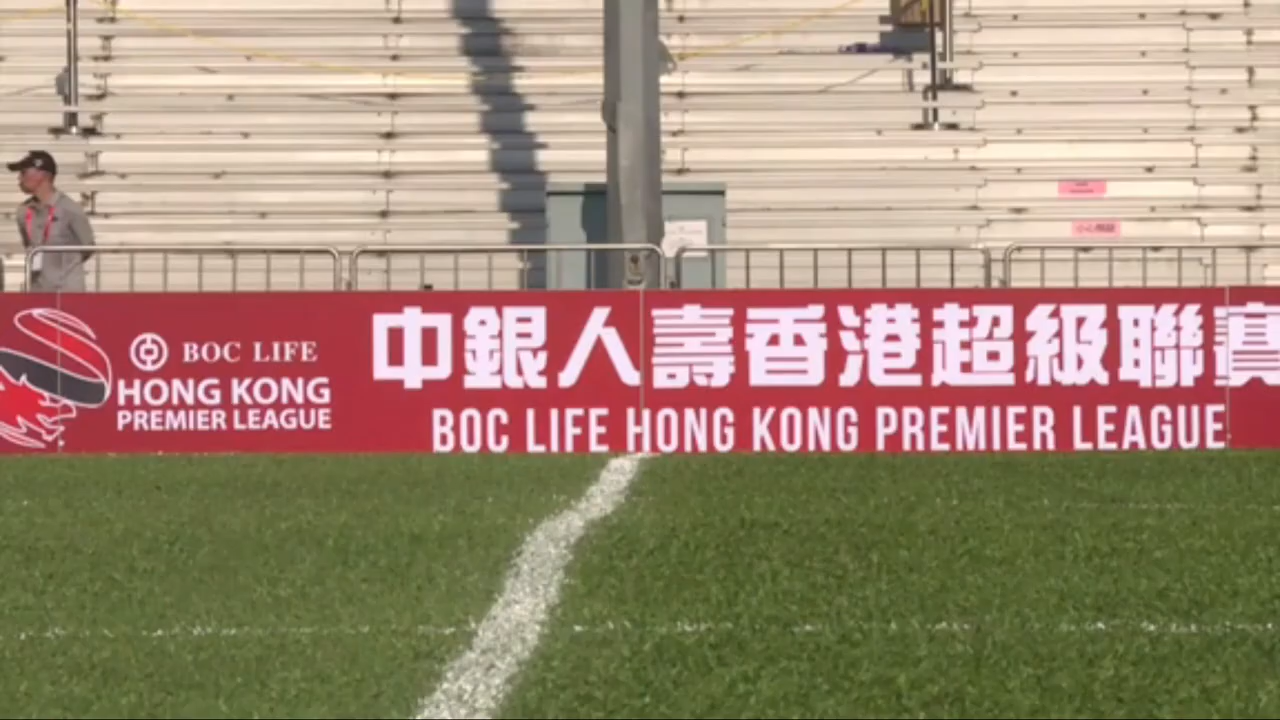 BOC LIFE
HONG KONG
PREMIER LEAGUE
中銀人壽香港超級聯賽
BOC LIFE HONG KONG PREMIER LEAGUE